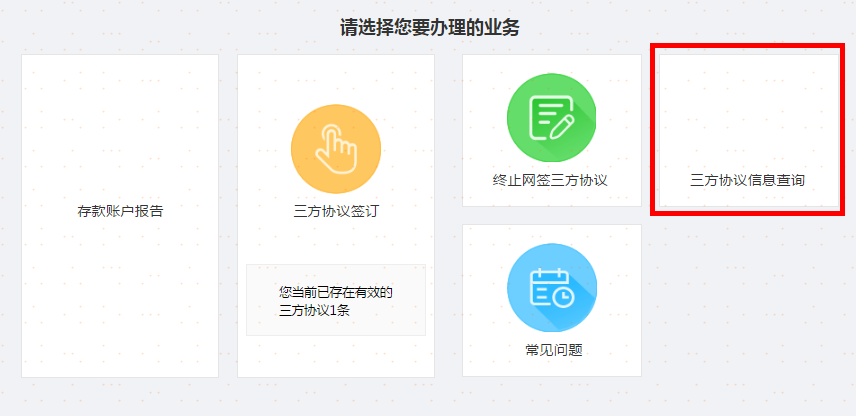 请选择您要办理的业务
存款账户报告
三方协议签订
您当前已存在有效的
三方协议1条
终止网签三方协议
三方协议信息查询
常见问题